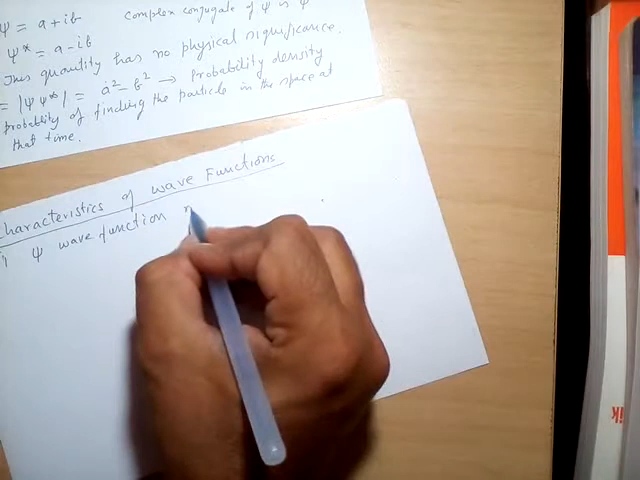 Ψ = a + ib Complex conjugate of Ψ is Ψ
Ψ* = a - ib
This quantity has no physical significance.
= |ΨΨ*| = a² - b² → Probability density
probability of finding the particle in the space at
that time.
Characteristics of wave Functions
Ψ wave function